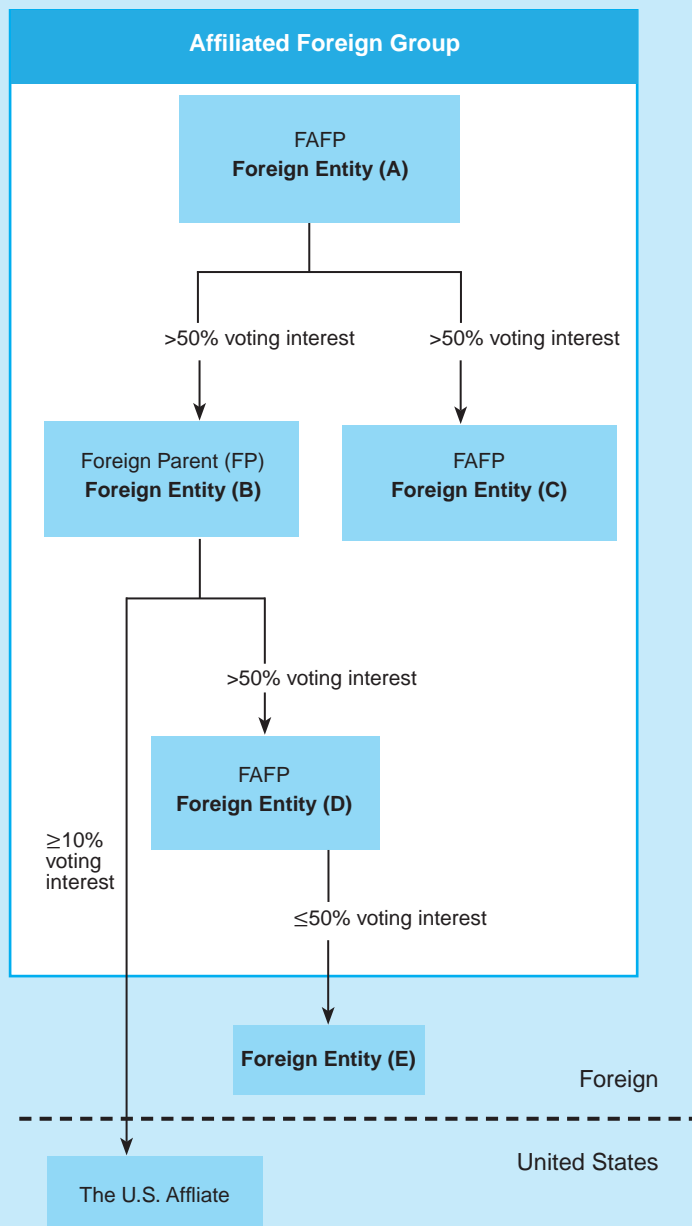 Affiliated Foreign Group
FAFP
Foreign Entity (A)
>50% voting interest
>50% voting interest
Foreign Parent (FP)
Foreign Entity (B)
FAFP
Foreign Entity (C)
>50% voting interest
FAFP
Foreign Entity (D)
≥10%
voting
interest
≤50% voting interest
Foreign Entity (E)
Foreign
United States
The U.S. Affliate